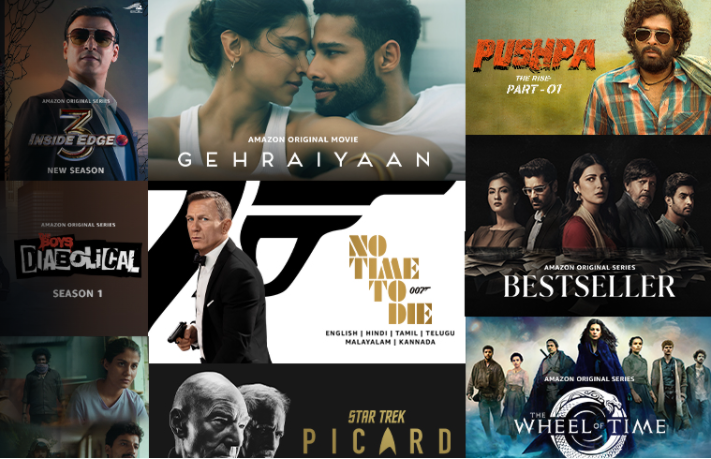 AMAZON ORIGINAL SERIES
3
INSIDE EDGE
NEW SEASON
AMAZON ORIGINAL SERIES
THE BOYS
DIABOLICAL
SEASON 1
AMAZON ORIGINAL MOVIE
GEHRAIYAAN
NO
TIME
TO
DIE
007
ENGLISH | HINDI | TAMIL | TELUGU
MALAYALAM | KANNADA
STAR TREK
PICARD
PUSHPA
THE RISE
PART - 01
AMAZON ORIGINAL SERIES
BESTSELLER
AMAZON ORIGINAL SERIES
THE
WHEEL OF TIME